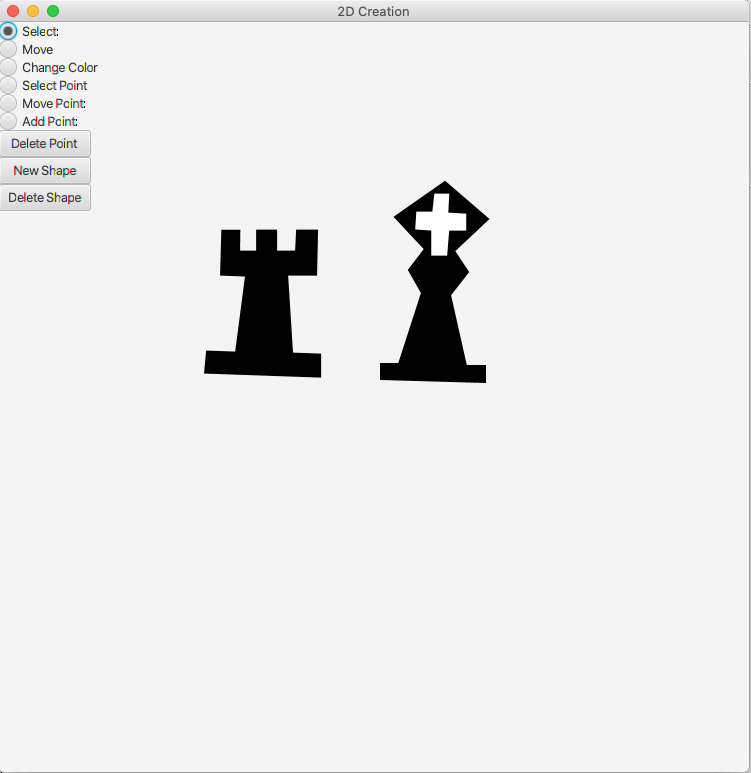 2D Creation
Select:
Move
Change Color
Select Point
Move Point:
Add Point:
Delete Point
New Shape
Delete Shape